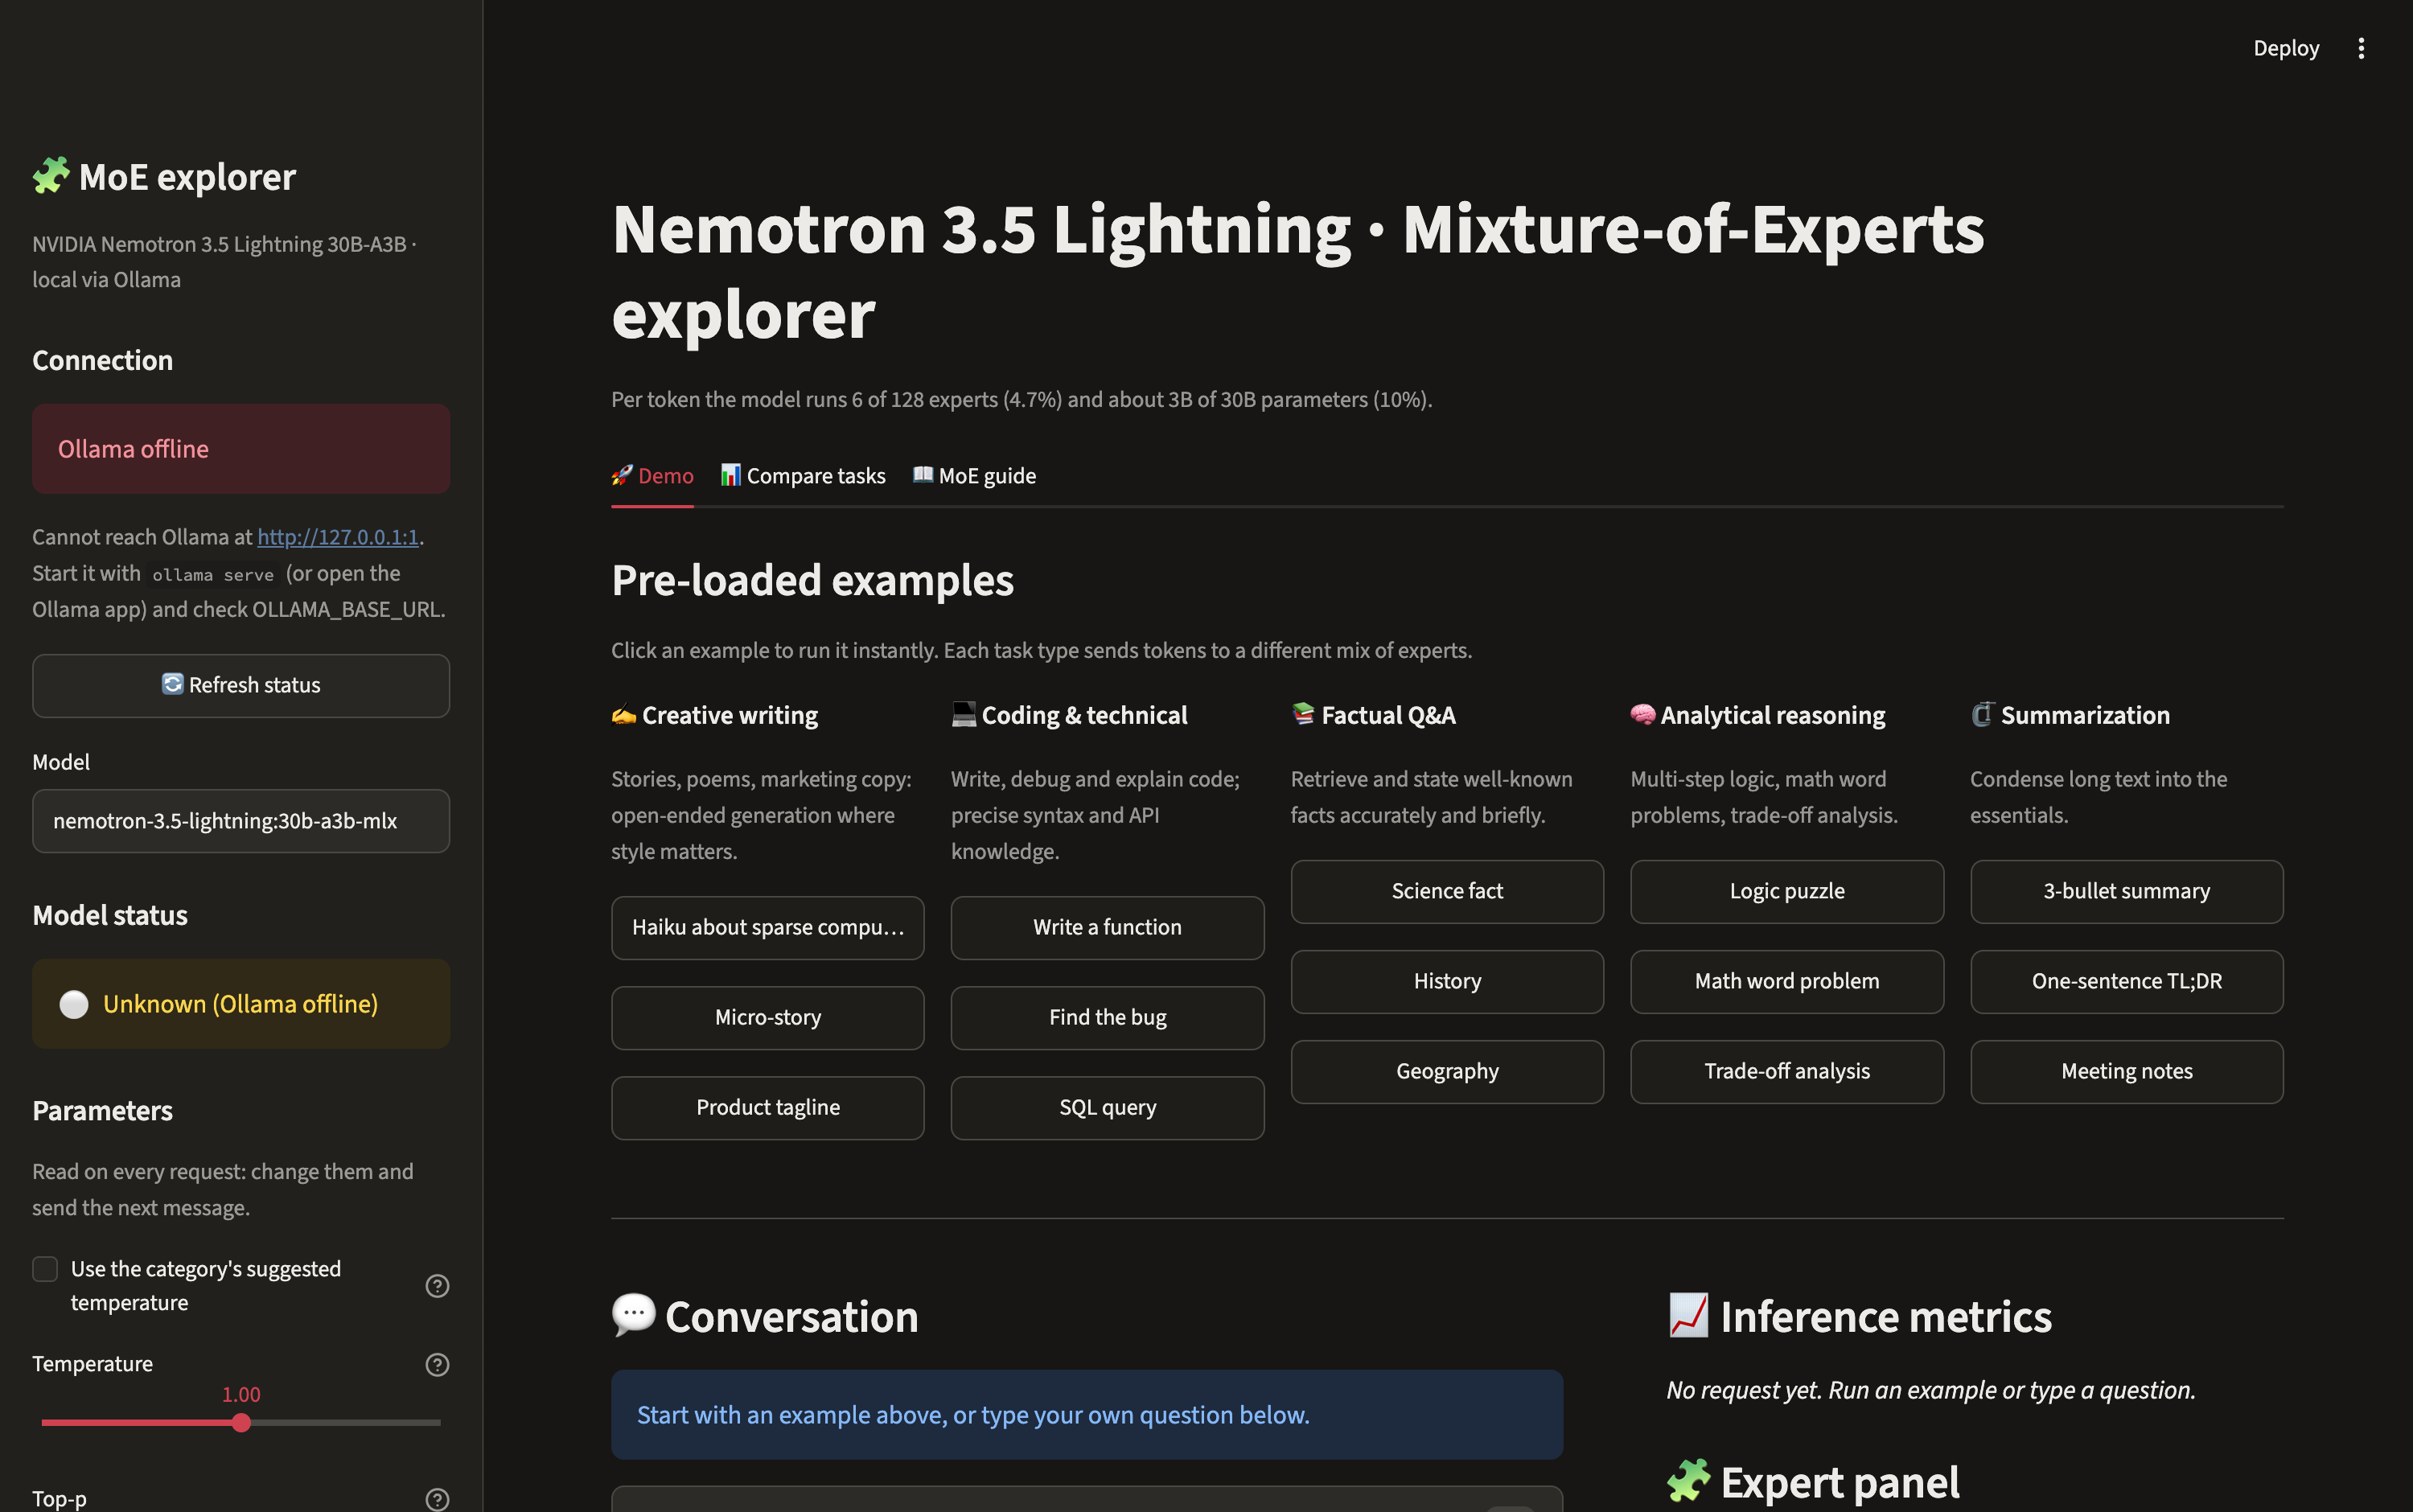 Deploy
MoE explorer
NVIDIA Nemotron 3.5 Lightning 30B-A3B ·
local via Ollama
Connection
Ollama offline
Cannot reach Ollama at http://127.0.0.1:1.
Start it with ollama serve (or open the
Ollama app) and check OLLAMA_BASE_URL.
Refresh status
Model
nemotron-3.5-lightning:30b-a3b-mlx
Model status
Unknown (Ollama offline)
Parameters
Read on every request: change them and
send the next message.
Use the category's suggested
temperature
Temperature
1.00
Top-p
Nemotron 3.5 Lightning · Mixture-of-Experts
explorer
Per token the model runs 6 of 128 experts (4.7%) and about 3B of 30B parameters (10%).
Demo
Compare tasks
MoE guide
Pre-loaded examples
Click an example to run it instantly. Each task type sends tokens to a different mix of experts.
Creative writing
Stories, poems, marketing copy:
open-ended generation where
style matters.
Haiku about sparse compu…
Micro-story
Product tagline
Coding & technical
Write, debug and explain code;
precise syntax and API
knowledge.
Write a function
Find the bug
SQL query
Factual Q&A
Retrieve and state well-known
facts accurately and briefly.
Science fact
History
Geography
Analytical reasoning
Multi-step logic, math word
problems, trade-off analysis.
Logic puzzle
Math word problem
Trade-off analysis
Summarization
Condense long text into the
essentials.
3-bullet summary
One-sentence TL;DR
Meeting notes
Conversation
Start with an example above, or type your own question below.
Inference metrics
No request yet. Run an example or type a question.
Expert panel